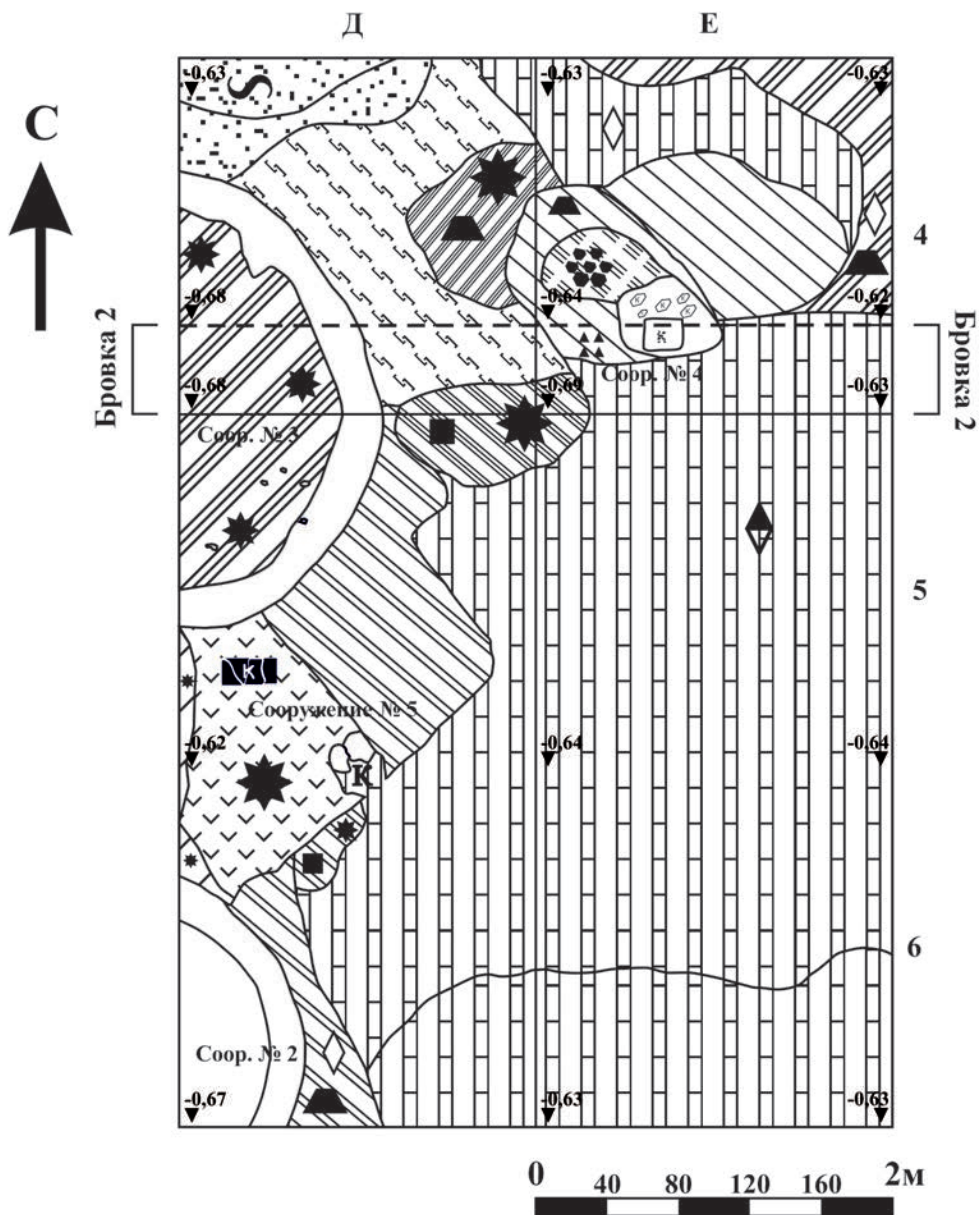 Д Е
-0,63 -0,63 -0,63
S
С
4
-0,68 -0,64 -0,62
К
Бровка 2 Бровка 2
Соор. № 4
-0,68 -0,69 -0,63
Соор. № 3
5
К
Сооружение № 5
-0,62 -0,64 -0,64
К
6
Соор. № 2
-0,67 -0,63 -0,63
0 40 80 120 160 2м